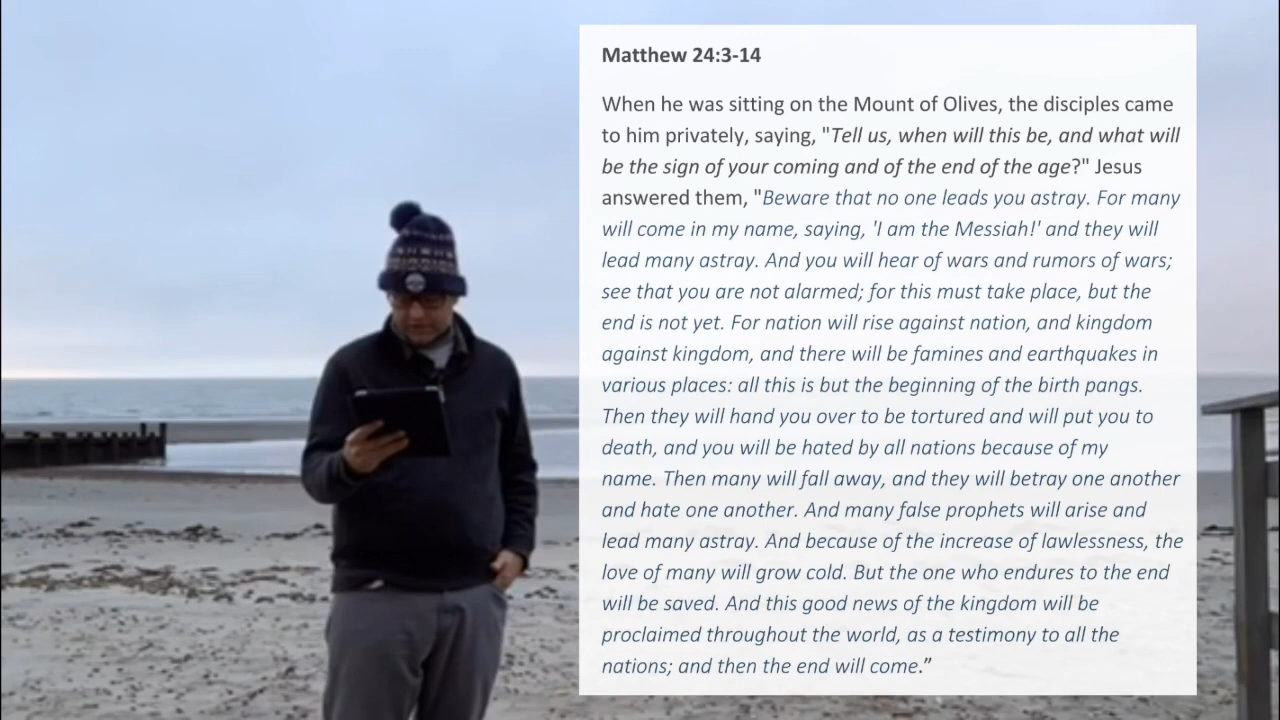 Matthew 24:3-14
When he was sitting on the Mount of Olives, the disciples came
to him privately, saying, "Tell us, when will this be, and what will
be the sign of your coming and of the end of the age?" Jesus
answered them, "Beware that no one leads you astray. For many
will come in my name, saying, 'I am the Messiah!' and they will
lead many astray. And you will hear of wars and rumors of wars;
see that you are not alarmed; for this must take place, but the
end is not yet. For nation will rise against nation, and kingdom
against kingdom, and there will be famines and earthquakes in
various places: all this is but the beginning of the birth pangs.
Then they will hand you over to be tortured and will put you to
death, and you will be hated by all nations because of my
name. Then many will fall away, and they will betray one another
and hate one another. And many false prophets will arise and
lead many astray. And because of the increase of lawlessness, the
love of many will grow cold. But the one who endures to the end
will be saved. And this good news of the kingdom will be
proclaimed throughout the world, as a testimony to all the
nations; and then the end will come.”